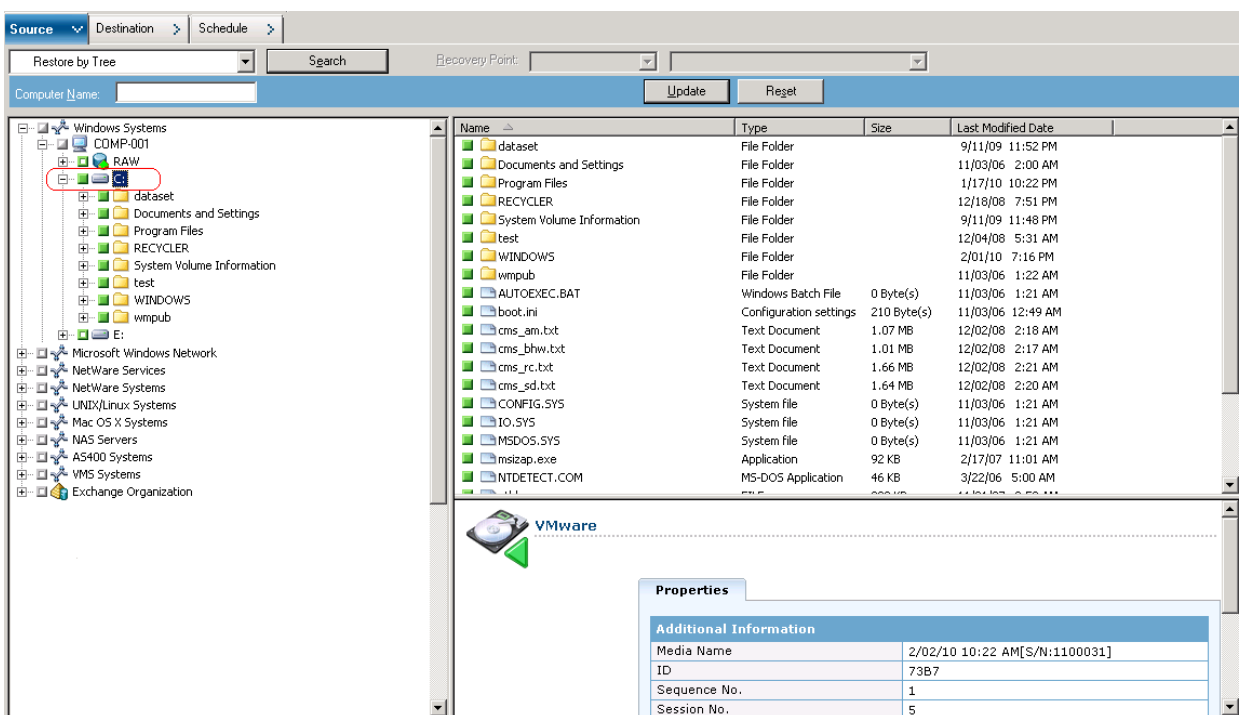 Source Destination Schedule
Restore by Tree Search Recovery Point:
Computer Name: Update Reset
Windows Systems
COMP-001
RAW
C:
dataset
Documents and Settings
Program Files
RECYCLER
System Volume Information
test
WINDOWS
wmpub
E:
Microsoft Windows Network
NetWare Services
NetWare Systems
UNIX/Linux Systems
Mac OS X Systems
NAS Servers
AS400 Systems
VMS Systems
Exchange Organization
Name Type Size Last Modified Date
dataset File Folder 9/11/09 11:52 PM
Documents and Settings File Folder 11/03/06 2:00 AM
Program Files File Folder 1/17/10 10:22 PM
RECYCLER File Folder 12/18/08 7:51 PM
System Volume Information File Folder 9/11/09 11:48 PM
test File Folder 12/04/08 5:31 AM
WINDOWS File Folder 2/01/10 7:16 PM
wmpub File Folder 11/03/06 1:22 AM
AUTOEXEC.BAT Windows Batch File 0 Byte(s) 11/03/06 1:21 AM
boot.ini Configuration settings 210 Byte(s) 11/03/06 12:49 AM
cms_am.txt Text Document 1.07 MB 12/02/08 2:18 AM
cms_bhw.txt Text Document 1.01 MB 12/02/08 2:17 AM
cms_rc.txt Text Document 1.66 MB 12/02/08 2:21 AM
cms_sd.txt Text Document 1.64 MB 12/02/08 2:20 AM
CONFIG.SYS System file 0 Byte(s) 11/03/06 1:21 AM
IO.SYS System file 0 Byte(s) 11/03/06 1:21 AM
MSDOS.SYS System file 0 Byte(s) 11/03/06 1:21 AM
msizap.exe Application 92 KB 2/17/07 11:01 AM
NTDETECT.COM MS-DOS Application 46 KB 3/22/06 5:00 AM
VMware
Properties
Additional Information
Media Name 2/02/10 10:22 AM[S/N:1100031]
ID 73B7
Sequence No. 1
Session No. 5